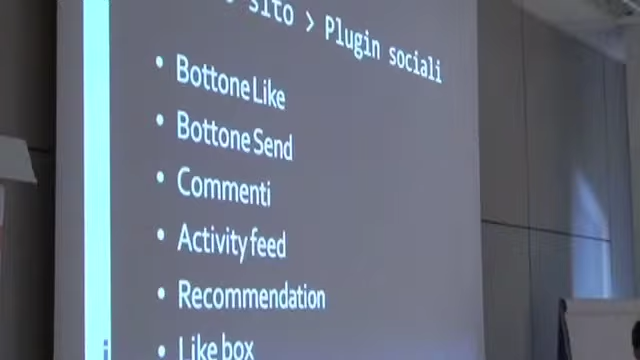 sito > Plugin sociali
• Bottone Like
• Bottone Send
• Commenti
• Activity feed
• Recommendation
• Like box